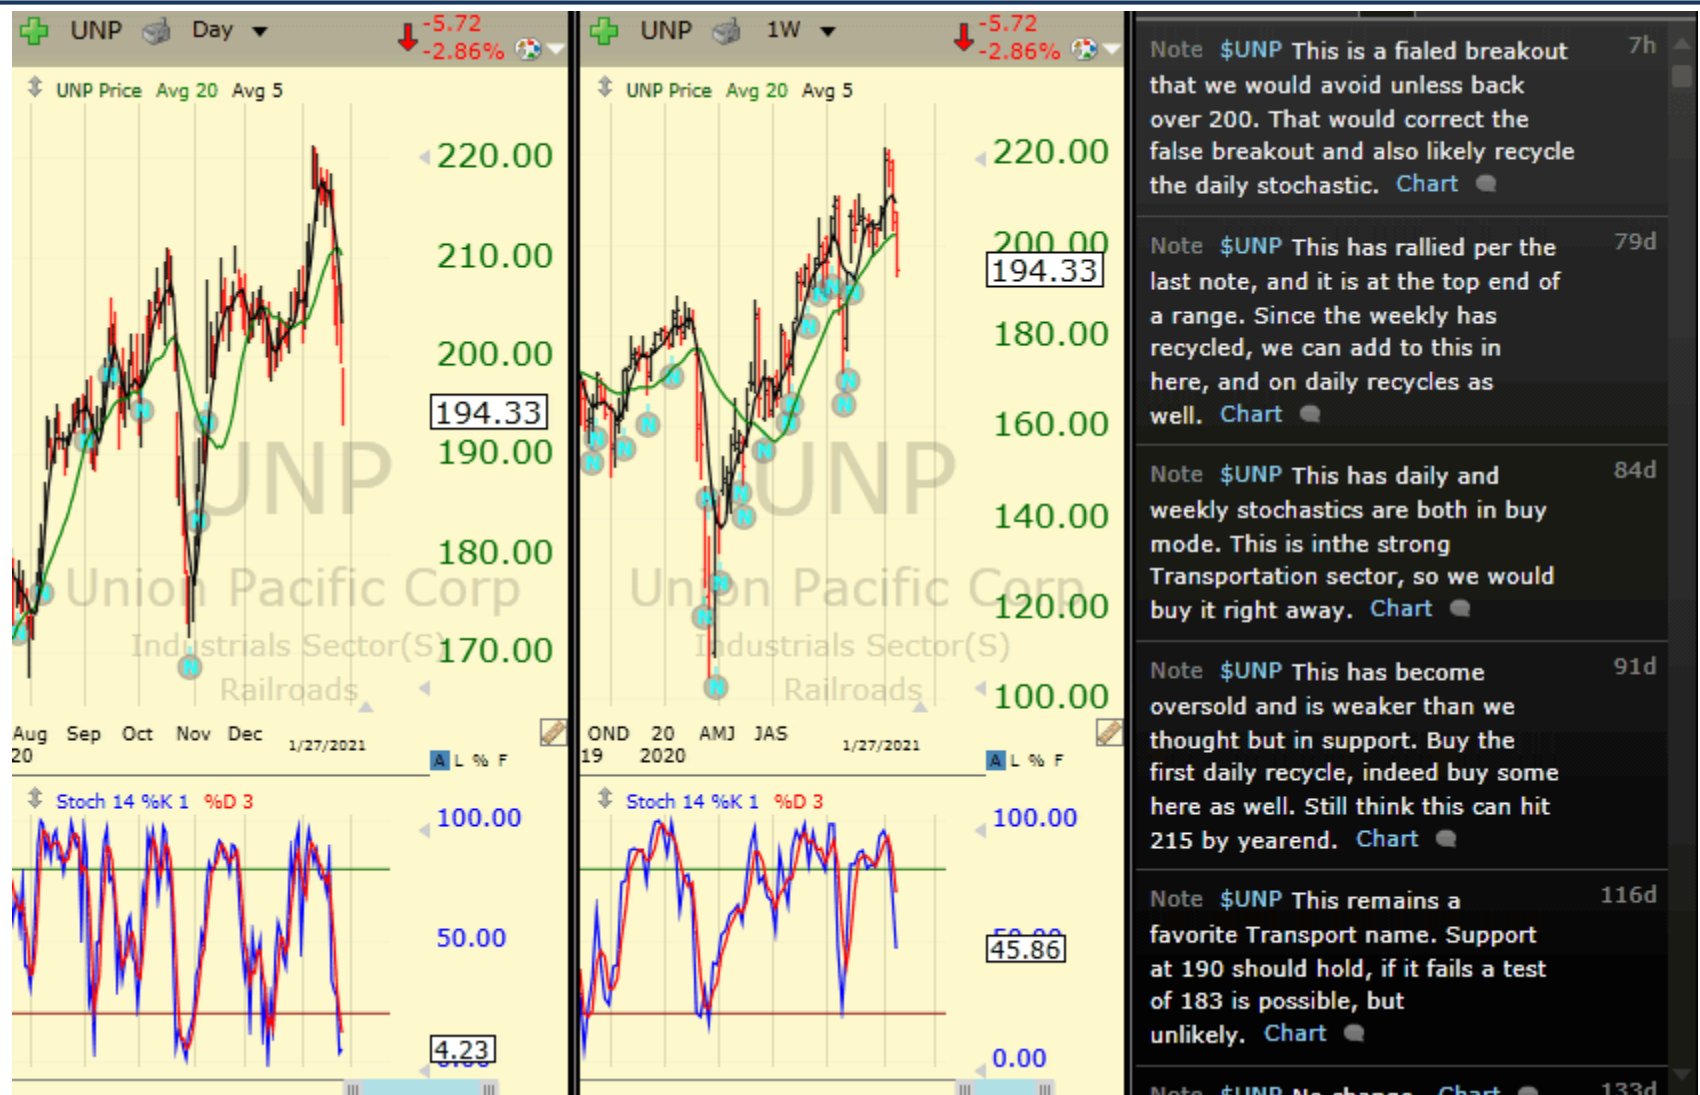 UNP Day -5.72
-2.86%
UNP Price Avg 20 Avg 5
220.00
210.00
200.00
194.33
190.00
180.00
170.00
UNP
Union Pacific Corp
Industrials Sector(S)
Railroads
Aug Sep Oct Nov Dec
20 1/27/2021
A L % F
Stoch 14 %K 1 %D 3
100.00
50.00
4.23
0.00
UNP 1W -5.72
-2.86%
UNP Price Avg 20 Avg 5
220.00
200.00
194.33
180.00
160.00
140.00
120.00
100.00
UNP
Union Pacific Corp
Industrials Sector(S)
Railroads
OND 20 AMJ JAS
19 2020 1/27/2021
A L % F
Stoch 14 %K 1 %D 3
100.00
50.00
45.86
0.00
Note $UNP This is a fialed breakout 7h
that we would avoid unless back
over 200. That would correct the
false breakout and also likely recycle
the daily stochastic. Chart
Note $UNP This has rallied per the 79d
last note, and it is at the top end of
a range. Since the weekly has
recycled, we can add to this in
here, and on daily recycles as
well. Chart
Note $UNP This has daily and 84d
weekly stochastics are both in buy
mode. This is inthe strong
Transportation sector, so we would
buy it right away. Chart
Note $UNP This has become 91d
oversold and is weaker than we
thought but in support. Buy the
first daily recycle, indeed buy some
here as well. Still think this can hit
215 by yearend. Chart
Note $UNP This remains a 116d
favorite Transport name. Support
at 190 should hold, if it fails a test
of 183 is possible, but
unlikely. Chart
Note $UNP No change. Chart 133d